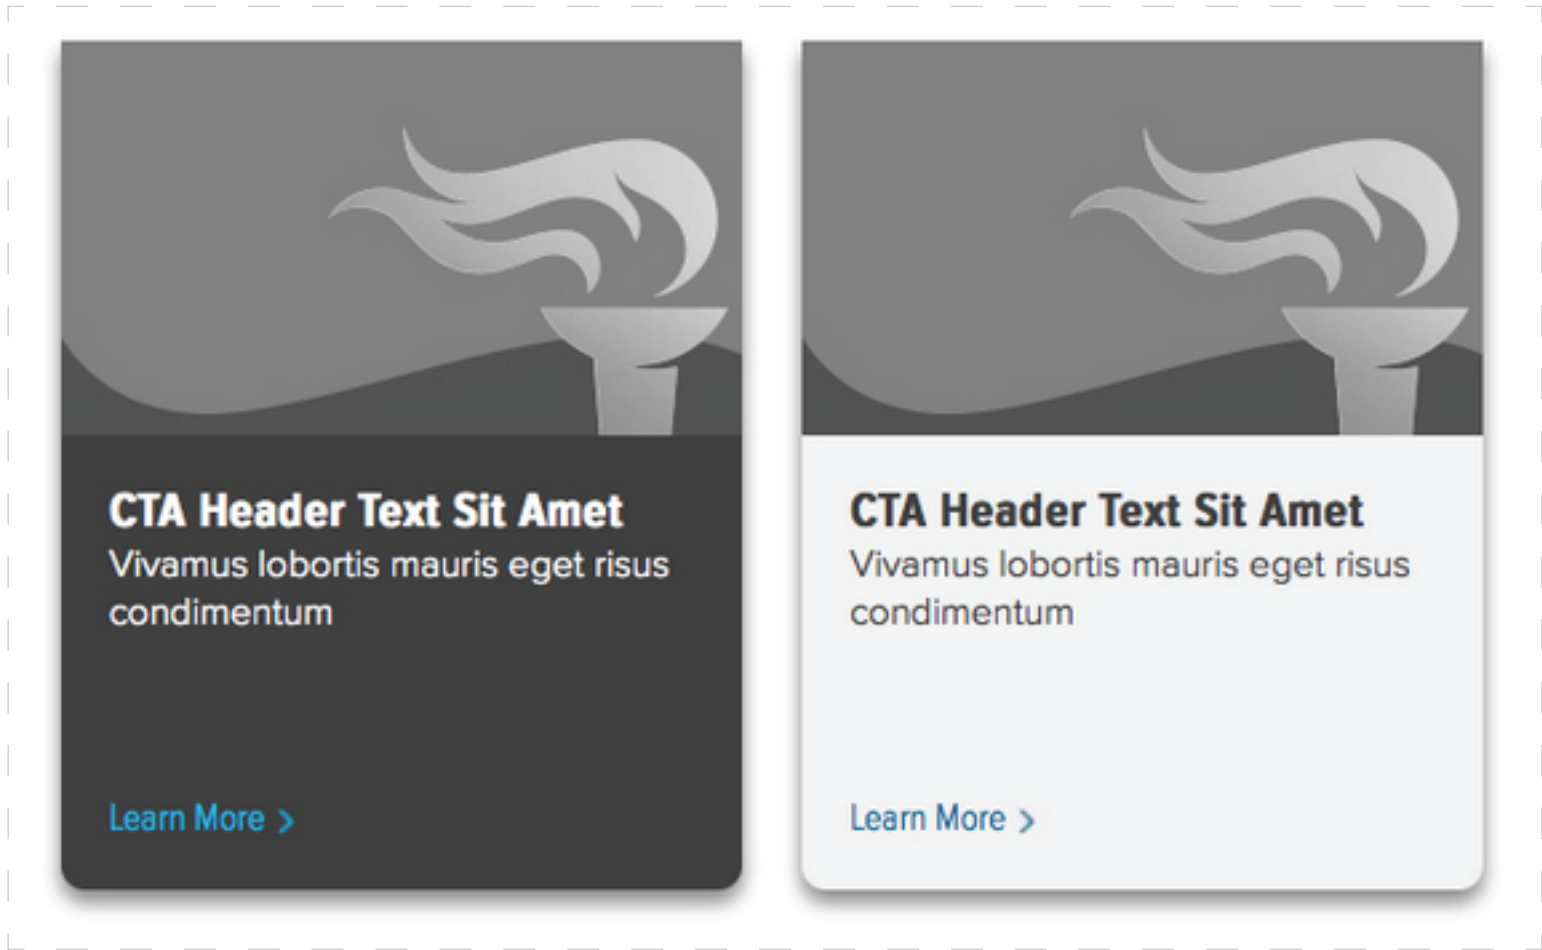 CTA Header Text Sit Amet
Vivamus lobortis mauris eget risus
condimentum
Learn More >
CTA Header Text Sit Amet
Vivamus lobortis mauris eget risus
condimentum
Learn More >